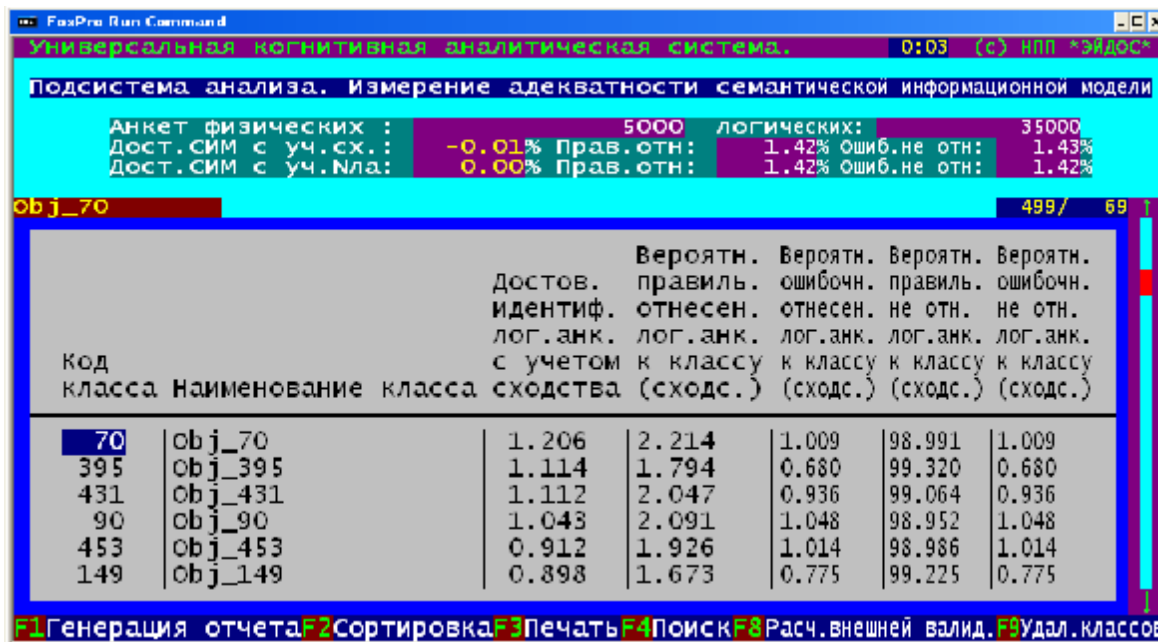 FoxPro Run Command
Универсальная когнитивная аналитическая система. 0:03 (c) НПП *ЭЙДОС*
Подсистема анализа. Измерение адекватности семантической информационной модели
Анкет физических : 5000 логических: 35000
Дост.СИМ с уч.сх.: -0.01% Прав.отн: 1.42% Ошиб.не отн: 1.43%
Дост.СИМ с уч.Nла: 0.00% Прав.отн: 1.42% Ошиб.не отн: 1.42%
Obj_70 499/ 69 ↑
Вероятн. Вероятн. Вероятн. Вероятн.
Достов. правиль. ошибочн. правиль. ошибочн.
идентиф. отнесен. отнесен. не отн. не отн.
лог.анк. лог.анк. лог.анк. лог.анк. лог.анк.
Код с учетом к классу к классу к классу к классу
класса Наименование класса сходства (сходс.) (сходс.) (сходс.) (сходс.)
70 |Obj_70 |1.206 |2.214 |1.009 |98.991 |1.009
395 |Obj_395 |1.114 |1.794 |0.680 |99.320 |0.680
431 |Obj_431 |1.112 |2.047 |0.936 |99.064 |0.936
90 |Obj_90 |1.043 |2.091 |1.048 |98.952 |1.048
453 |Obj_453 |0.912 |1.926 |1.014 |98.986 |1.014
149 |Obj_149 |0.898 |1.673 |0.775 |99.225 |0.775
F1Генерация отчетаF2СортировкаF3ПечатьF4ПоискF8Расч.внешней валид.F9Удал.классов